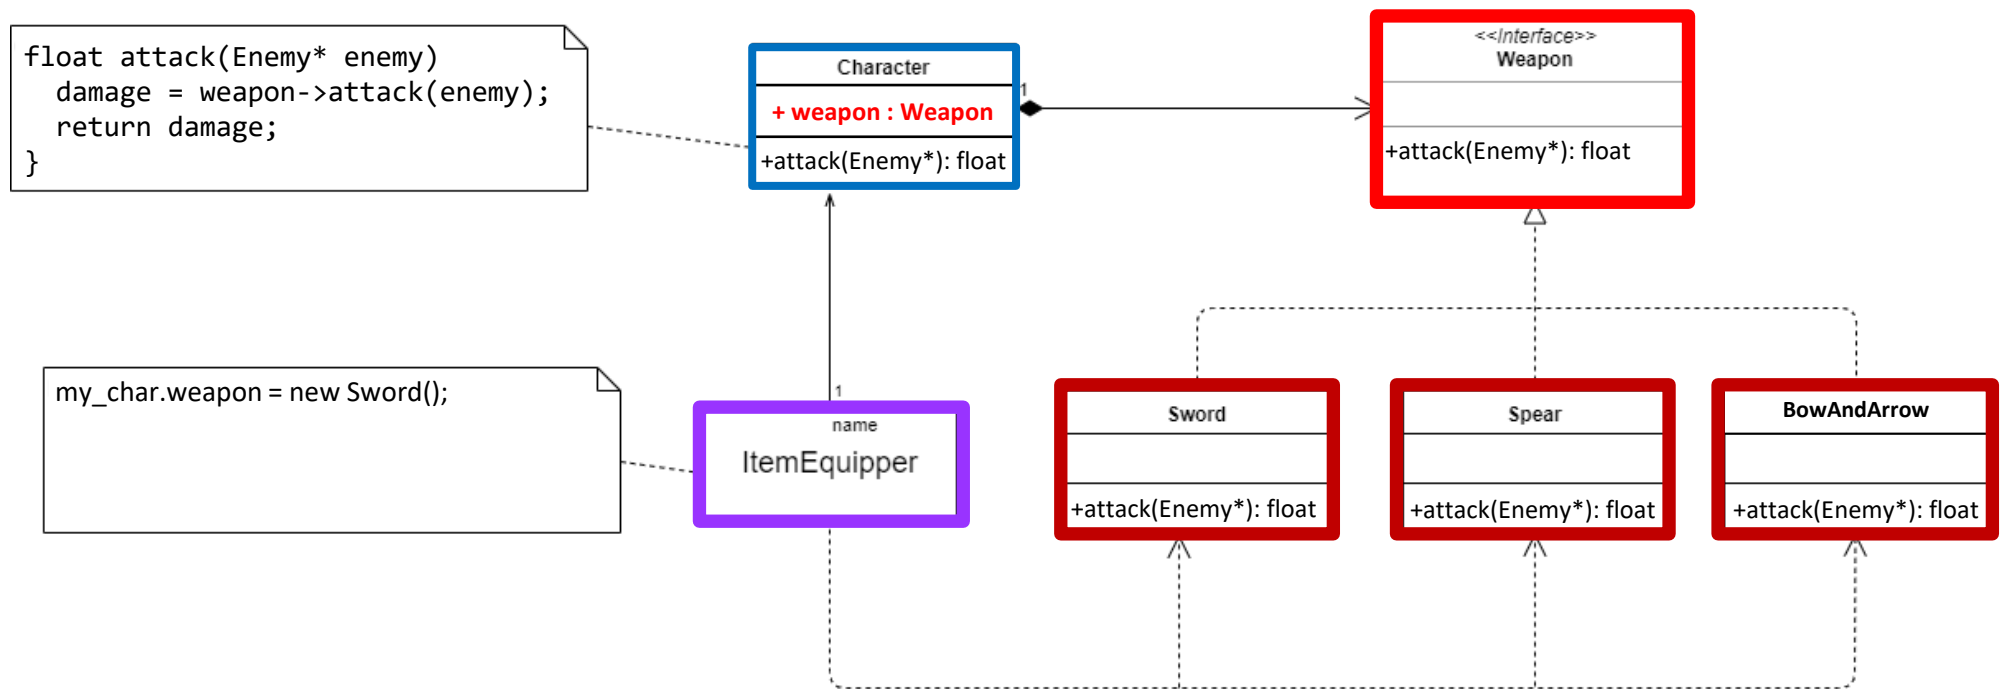 float attack(Enemy* enemy)
damage = weapon->attack(enemy);
return damage;
}
Character
+ weapon : Weapon
+attack(Enemy*): float
1
<<Interface>>
Weapon
+attack(Enemy*): float
my_char.weapon = new Sword();
1
name
ItemEquipper
Sword
+attack(Enemy*): float
Spear
+attack(Enemy*): float
BowAndArrow
+attack(Enemy*): float